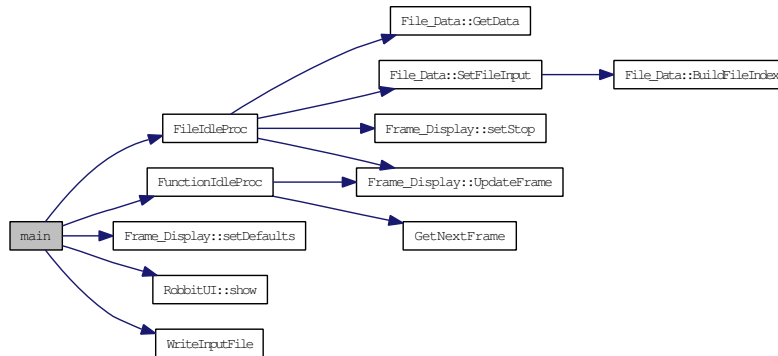 File_Data::GetData
File_Data::SetFileInput
File_Data::BuildFileIndex
FileIdleProc
Frame_Display::setStop
FunctionIdleProc
Frame_Display::UpdateFrame
main
Frame_Display::setDefaults
GetNextFrame
RobbitUI::show
WriteInputFile